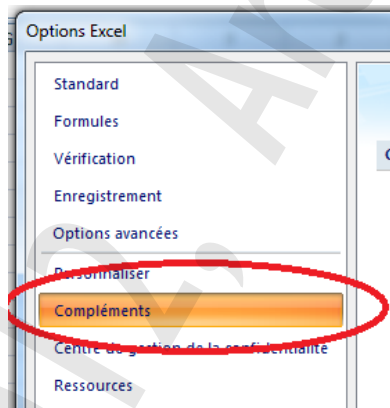 Options Excel
Standard
Formules
Vérification
Enregistrement
Options avancées
Personnaliser
Compléments
Centre de gestion de la confidentialité
Ressources